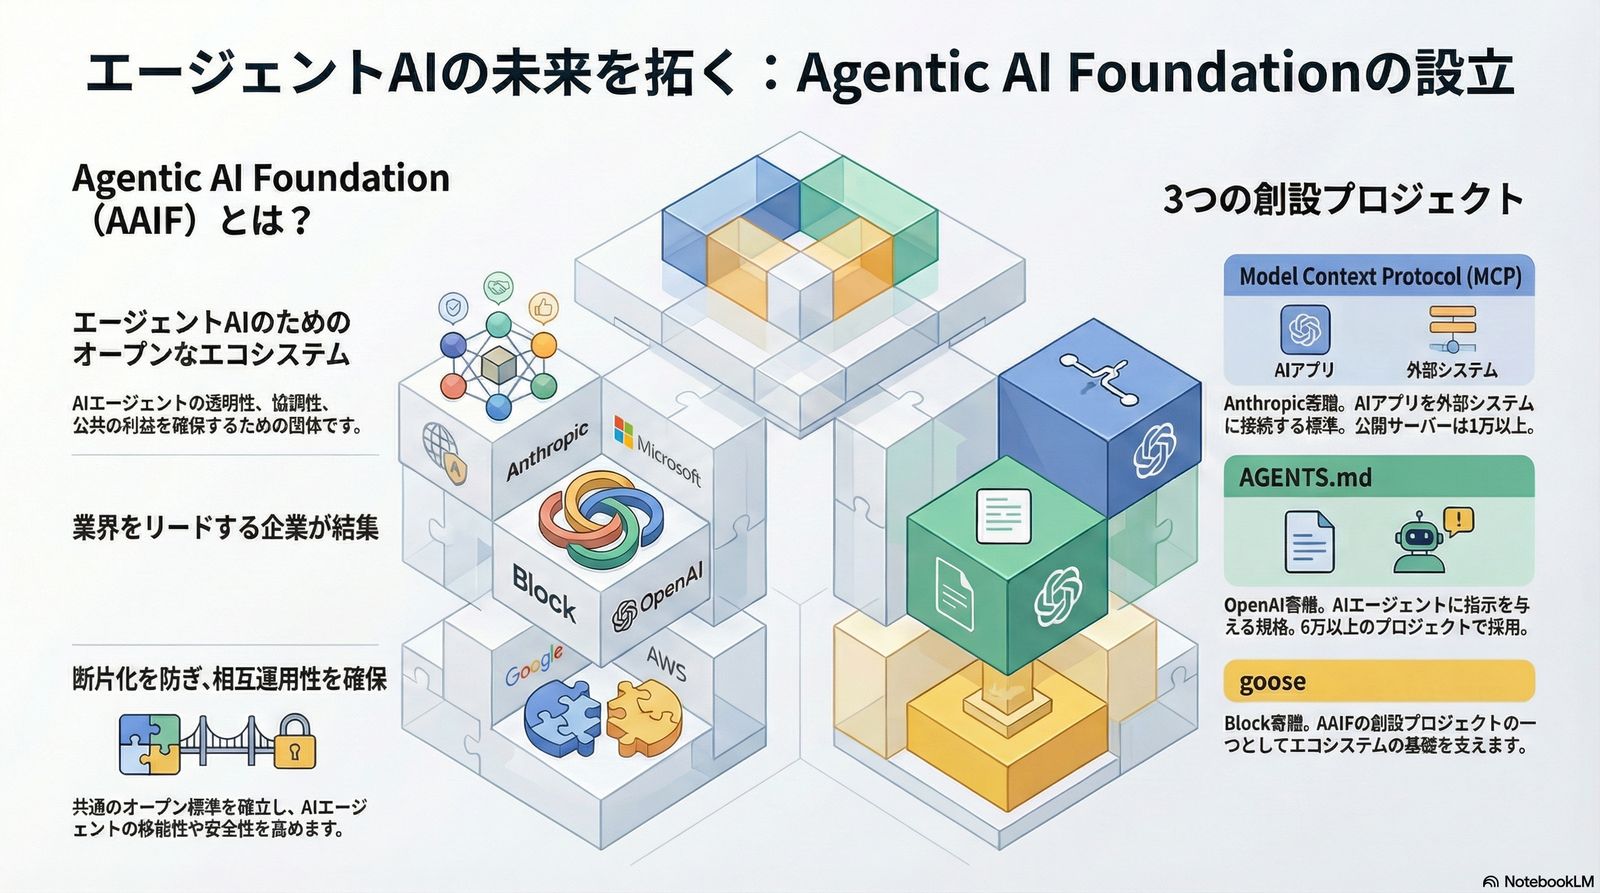 エージェントAIの未来を拓く：Agentic AI Foundationの設立
Agentic AI Foundation
（AAIF）とは？
エージェントAIのための
オープンなエコシステム
AIエージェントの透明性、協調性、
公共の利益を確保するための団体です。
業界をリードする企業が結集
断片化を防ぎ、相互運用性を確保
共通のオープン標準を確立し、AIエージ
ェントの移能性や安全性を高めます。
A
Anthropic
Microsoft
Block
OpenAI
Google
AWS
3つの創設プロジェクト
Model Context Protocol (MCP)
AIアプリ
外部システム
Anthropic寄贈。AIアプリを外部システム
に接続する標準。公開サーバーは1万以上。
AGENTS.md
!
OpenAI寄贈。AIエージェントに指示を与
える規格。6万以上のプロジェクトで採用。
goose
Block寄贈。AAIFの創設プロジェクトの一
つとしてエコシステムの基礎を支えます。
NotebookLM